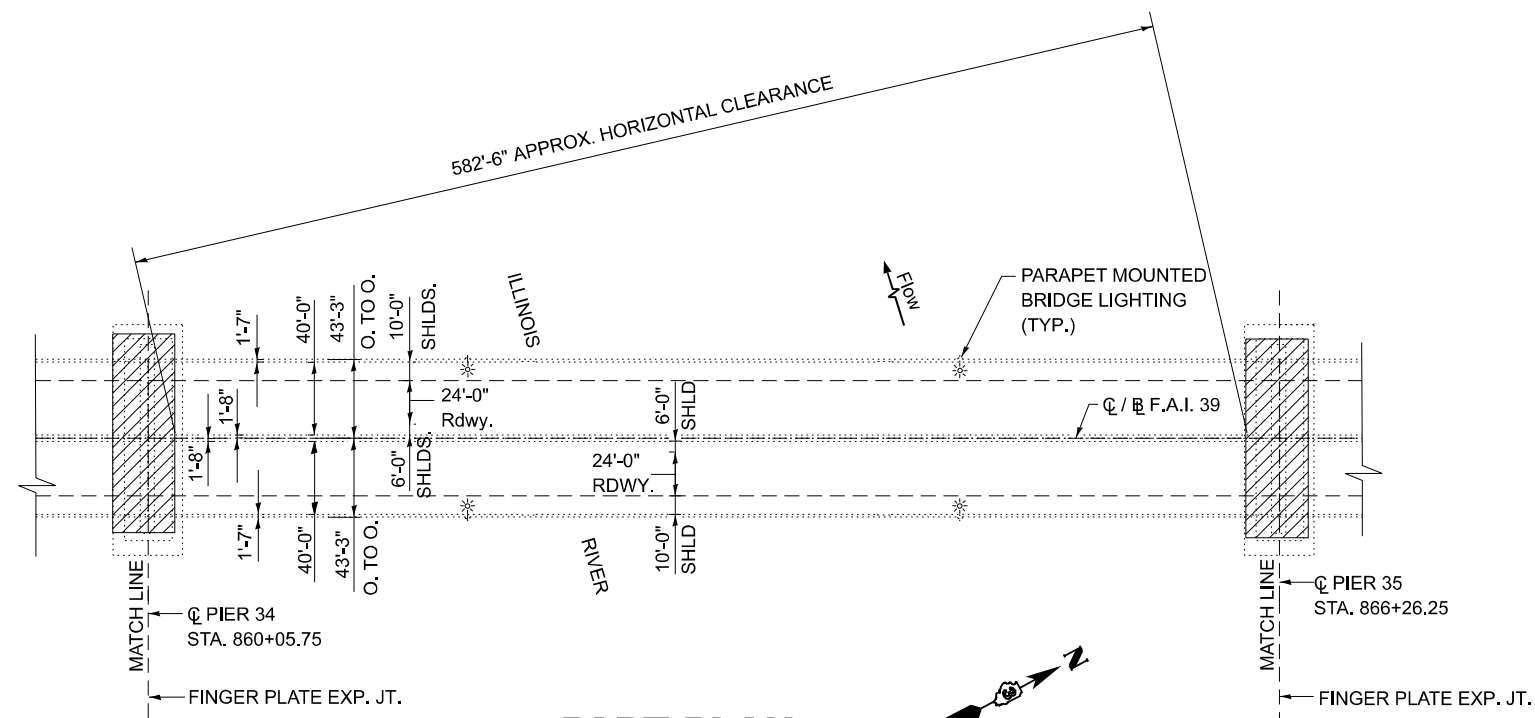 582'-6" APPROX. HORIZONTAL CLEARANCE
ILLINOIS
Flow
PARAPET MOUNTED
BRIDGE LIGHTING
(TYP.)
1'-7"
40'-0"
43'-3"
O. TO O.
10'-0"
SHLDS.
1'-8"
24'-0"
Rdwy.
6'-0"
SHLD
℄ / B F.A.I. 39
1'-8"
6'-0"
SHLDS.
24'-0"
RDWY.
1'-7"
40'-0"
43'-3"
O. TO O.
RIVER
10'-0"
SHLD
MATCH LINE
℄ PIER 34
STA. 860+05.75
FINGER PLATE EXP. JT.
N
MATCH LINE
℄ PIER 35
STA. 866+26.25
FINGER PLATE EXP. JT.